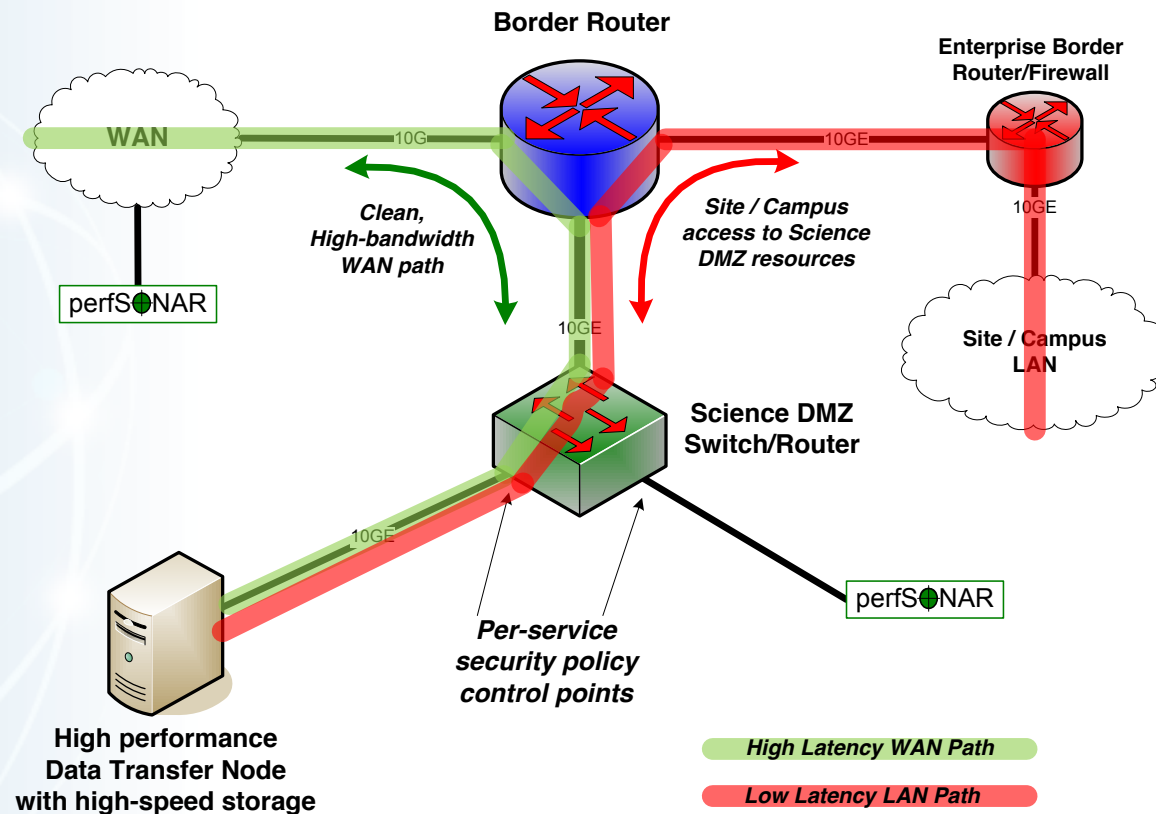 Border Router
Enterprise Border
Router/Firewall
WAN
10G
10GE
10GE
Clean,
High-bandwidth
WAN path
Site / Campus
access to Science
DMZ resources
perfSONAR
10GE
Site / Campus
LAN
Science DMZ
Switch/Router
10GE
perfSONAR
Per-service
security policy
control points
High performance
Data Transfer Node
with high-speed storage
High Latency WAN Path
Low Latency LAN Path